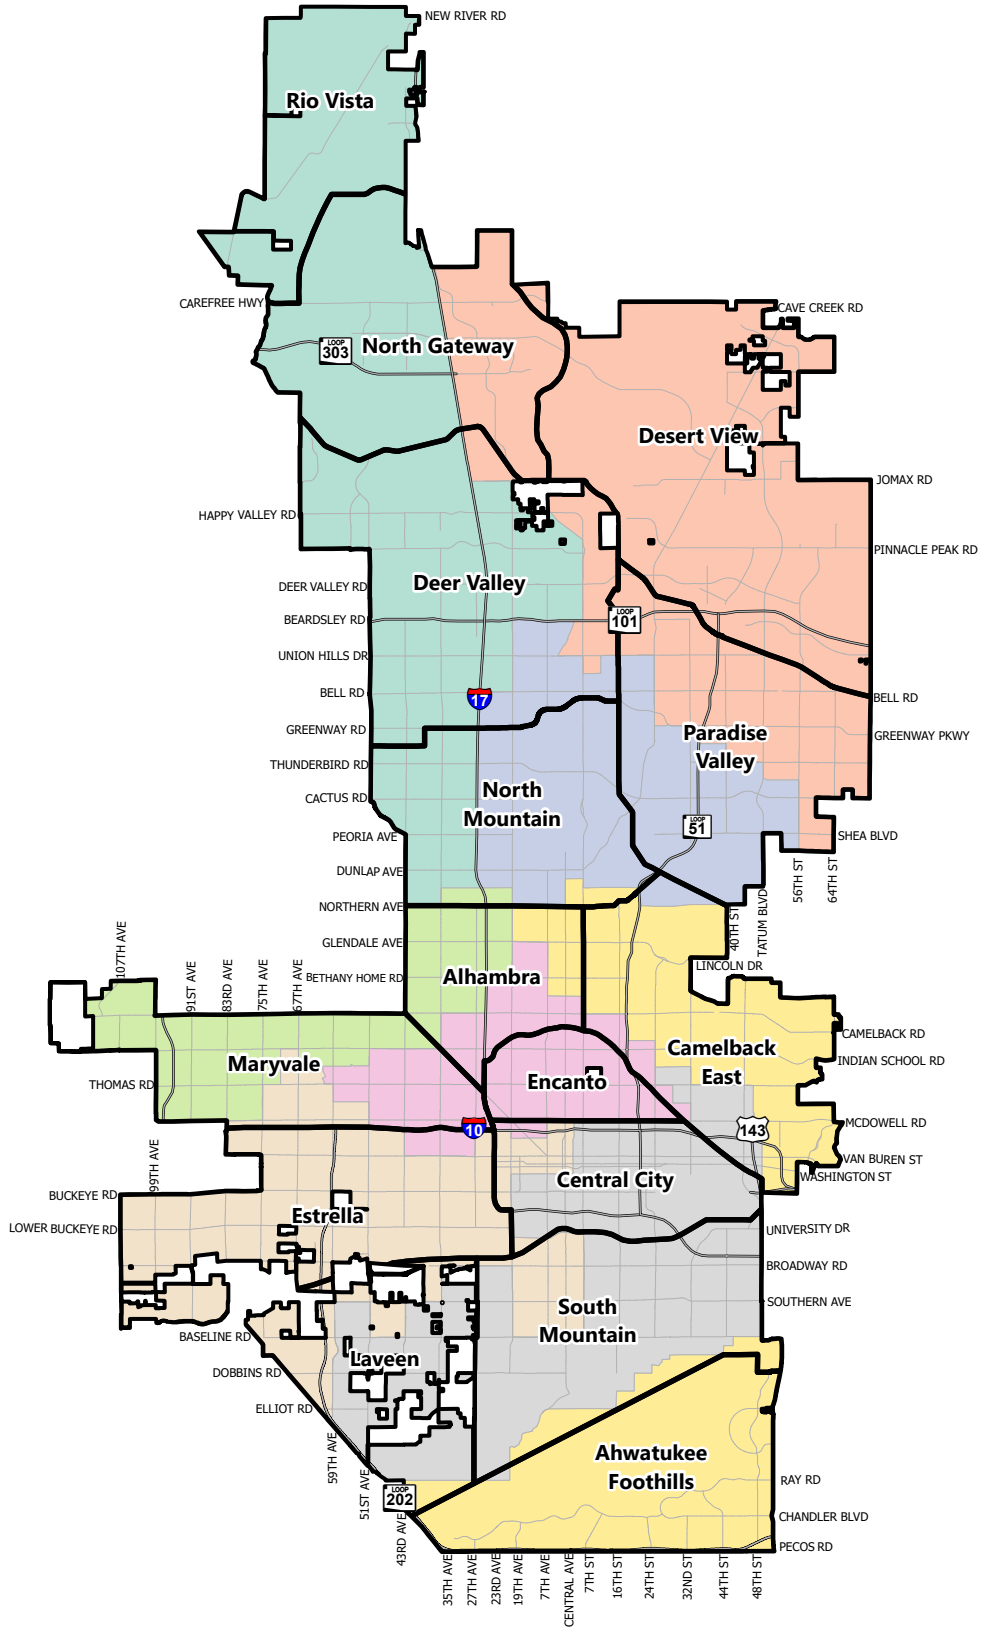 NEW RIVER RD
Rio Vista
CAREFREE HWY
CAVE CREEK RD
LOOP
303
North Gateway
Desert View
JOMAX RD
HAPPY VALLEY RD
PINNACLE PEAK RD
Deer Valley
DEER VALLEY RD
BEARDSLEY RD
LOOP
101
UNION HILLS DR
BELL RD
17
BELL RD
GREENWAY RD
Paradise
Valley
GREENWAY PKWY
THUNDERBIRD RD
North
Mountain
CACTUS RD
LOOP
51
PEORIA AVE
SHEA BLVD
DUNLAP AVE
56TH ST
64TH ST
NORTHERN AVE
40TH ST
TATUM BLVD
GLENDALE AVE
107TH AVE
91ST AVE
83RD AVE
75TH AVE
67TH AVE
BETHANY HOME RD
Alhambra
LINCOLN DR
CAMELBACK RD
Maryvale
Camelback
East
INDIAN SCHOOL RD
THOMAS RD
Encanto
10
143
MCDOWELL RD
99TH AVE
VAN BUREN ST
WASHINGTON ST
BUCKEYE RD
Central City
LOWER BUCKEYE RD
Estrella
UNIVERSITY DR
BROADWAY RD
SOUTHERN AVE
South
Mountain
BASELINE RD
Laveen
DOBBINS RD
ELLIOT RD
59TH AVE
51ST AVE
Ahwatukee
Foothills
RAY RD
LOOP
202
43RD AVE
CHANDLER BLVD
PECOS RD
35TH AVE
27TH AVE
23RD AVE
19TH AVE
7TH AVE
CENTRAL AVE
7TH ST
16TH ST
24TH ST
32ND ST
44TH ST
48TH ST